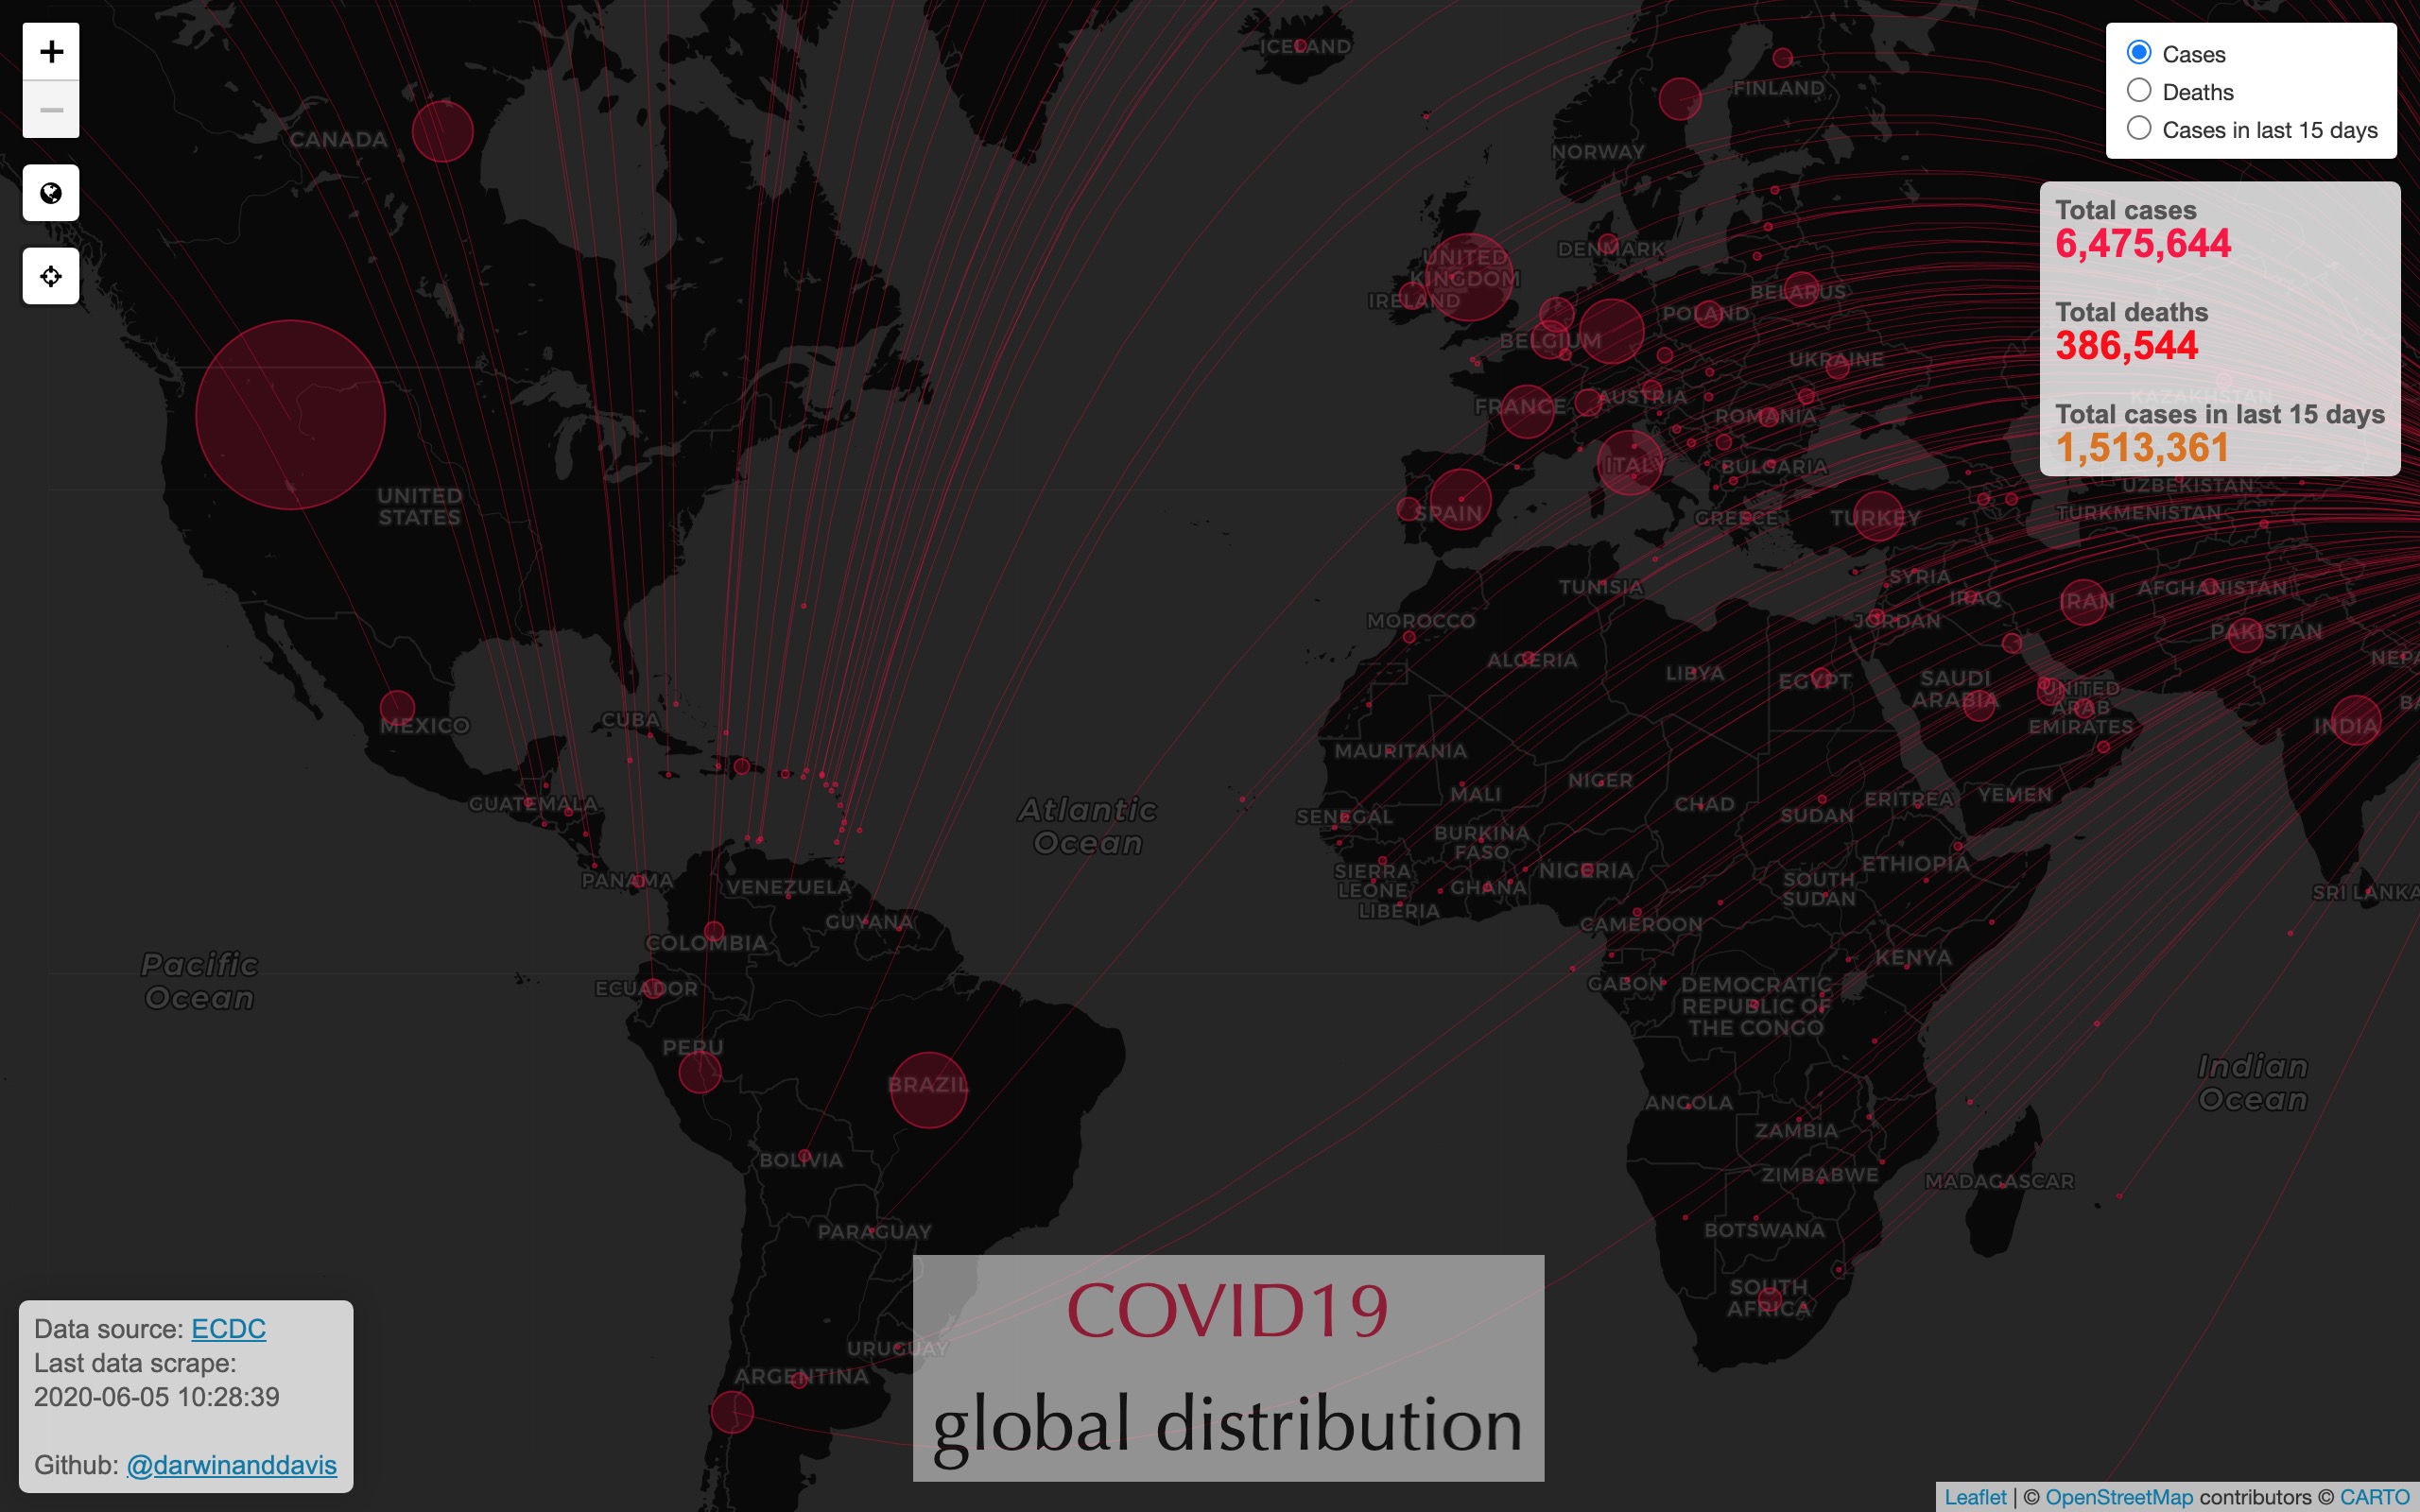 +
−
ICELAND
CANADA
FINLAND
NORWAY
Cases
Deaths
Cases in last 15 days
Total cases
6,475,644
Total deaths
386,544
Total cases in last 15 days
1,513,361
UNITED
KINGDOM
DENMARK
IRELAND
BELARUS
POLAND
BELGIUM
UKRAINE
KAZAKHSTAN
FRANCE
AUSTRIA
ROMANIA
ITALY
BULGARIA
UNITED
STATES
SPAIN
GREECE
TURKEY
UZBEKISTAN
TURKMENISTAN
TUNISIA
SYRIA
IRAQ
IRAN
AFGHANISTAN
MOROCCO
JORDAN
PAKISTAN
ALGERIA
LIBYA
EGYPT
SAUDI
ARABIA
UNITED
ARAB
EMIRATES
NEPA
BA
INDIA
MEXICO
CUBA
MAURITANIA
NIGER
MALI
CHAD
SUDAN
ERITREA
YEMEN
GUATEMALA
Atlantic
Ocean
SENEGAL
BURKINA
FASO
NIGERIA
ETHIOPIA
PANAMA
VENEZUELA
SIERRA
LEONE
GHANA
SOUTH
SUDAN
SRI LANKA
LIBERIA
GUYANA
CAMEROON
COLOMBIA
KENYA
Pacific
Ocean
ECUADOR
GABON
DEMOCRATIC
REPUBLIC OF
THE CONGO
PERU
BRAZIL
Indian
Ocean
ANGOLA
ZAMBIA
BOLIVIA
ZIMBABWE
MADAGASCAR
PARAGUAY
BOTSWANA
SOUTH
AFRICA
URUGUAY
ARGENTINA
COVID19
global distribution
Data source: ECDC
Last data scrape:
2020-06-05 10:28:39
Github: @darwinanddavis
Leaflet | © OpenStreetMap contributors © CARTO